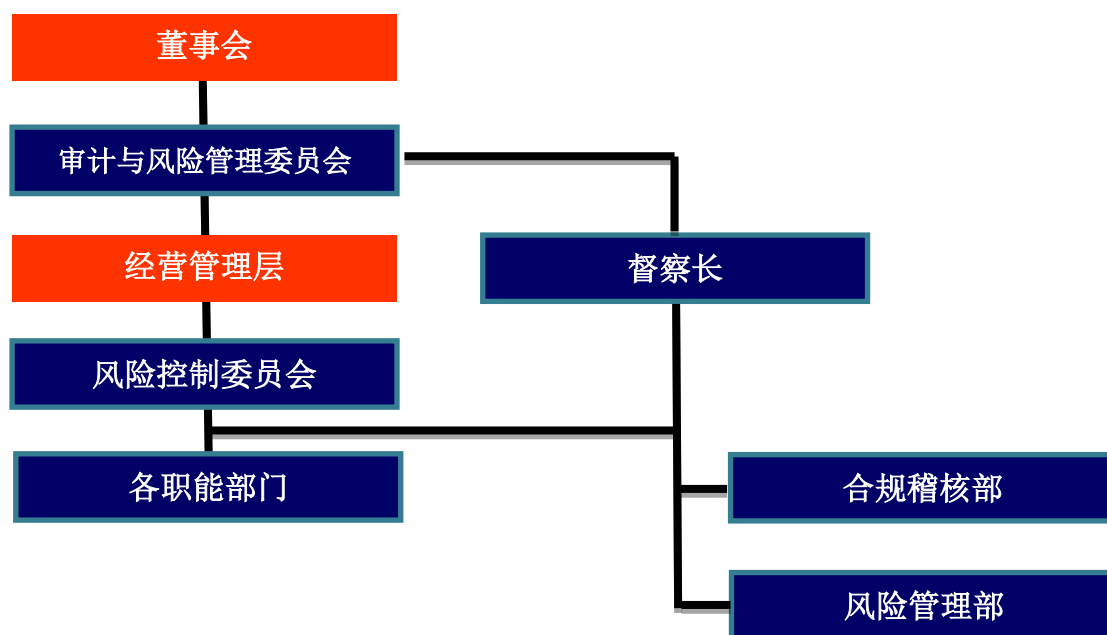 董事会
审计与风险管理委员会
经营管理层
督察长
风险控制委员会
各职能部门
合规稽核部
风险管理部